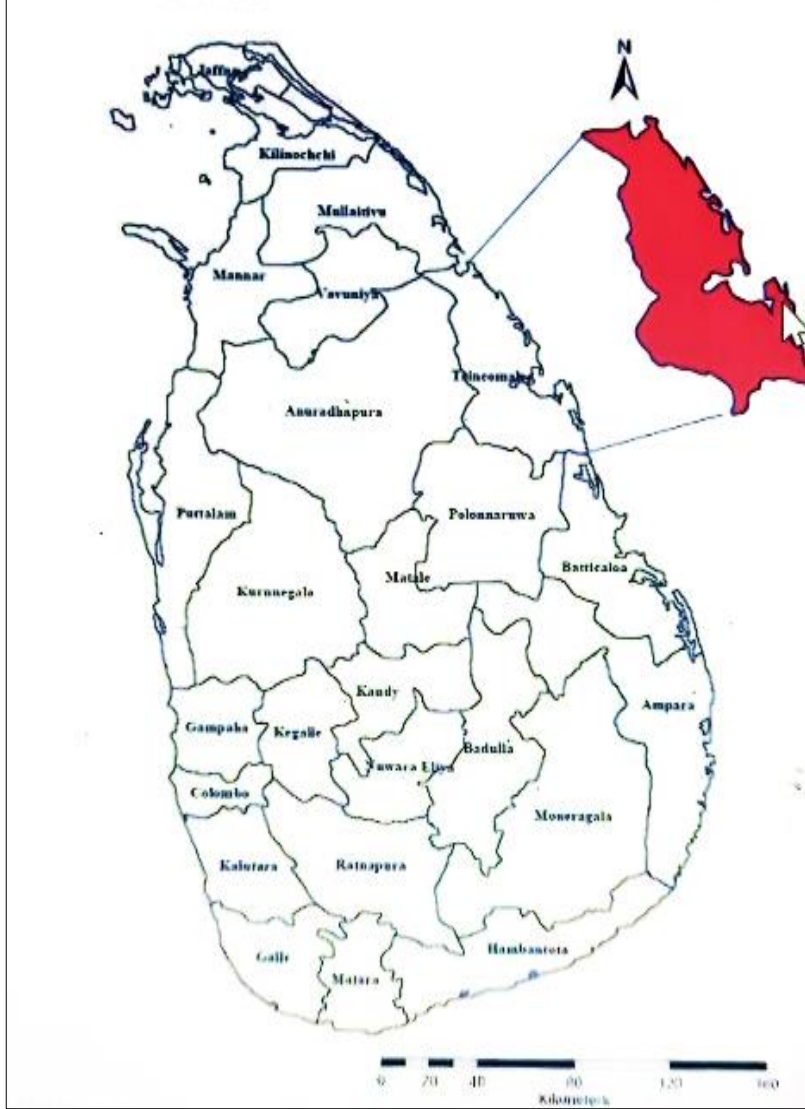 N
Jaffna
Kilinochchi
Mullaitivu
Mannar
Vavuniya
Trincomalee
Anuradhapura
Puttalam
Polonnaruwa
Matale
Batticaloa
Kurunegala
Kandy
Ampara
Gampaha
Kegalle
Badulla
Nuwara Eliya
Colombo
Moneragala
Kalutara
Ratnapura
Hambantota
Galle
Matara
0 20 40 80 120 160
Kilometers